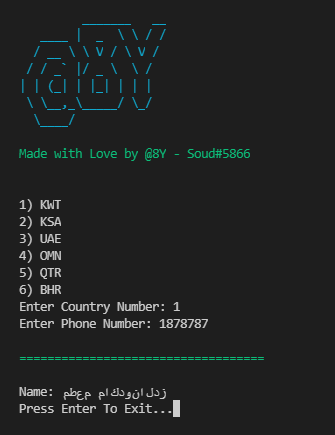 @8Y
Made with Love by @8Y - Soud#5866
1) KWT
2) KSA
3) UAE
4) OMN
5) QTR
6) BHR
Enter Country Number: 1
Enter Phone Number: 1878787
===================================
Name: مطعم ماكدونالدز
Press Enter To Exit...